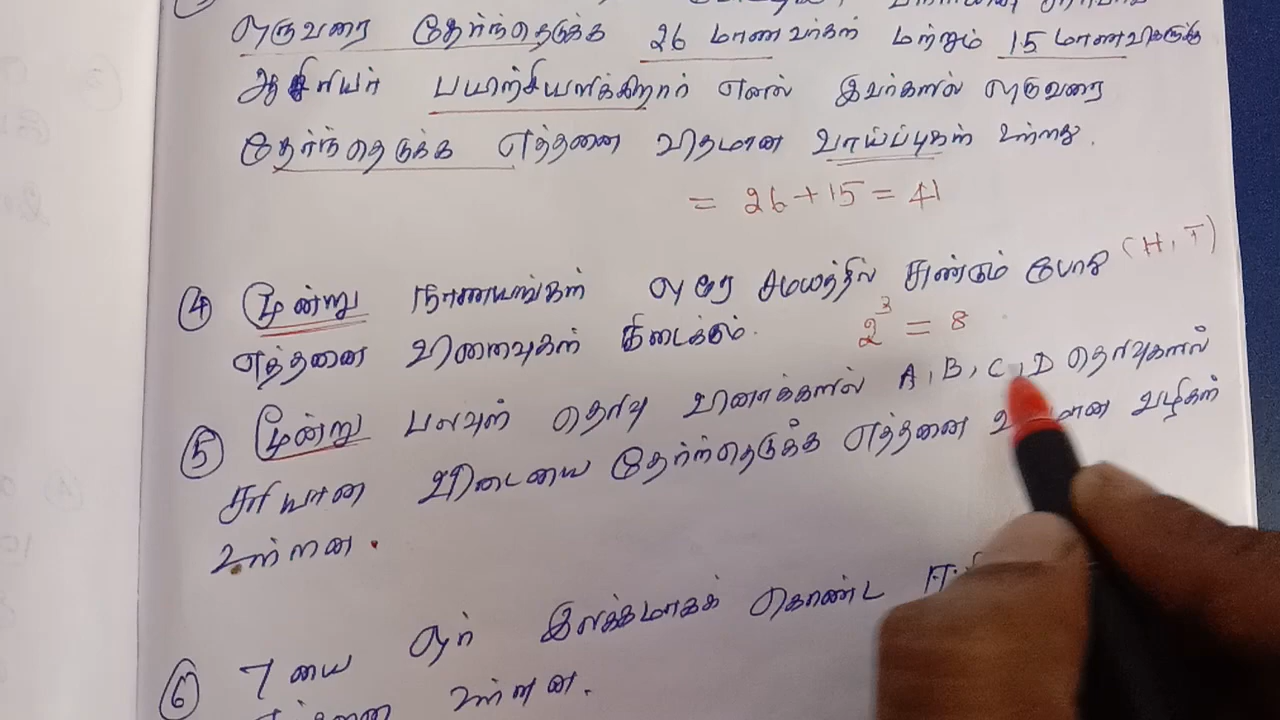 ஒருவரை தேர்ந்தெடுக்க 26 மாணவர்கள் மற்றும் 15 மாணவிகளுக்கு
ஆசிரியர் பயிற்சியளிக்கிறார் எனில் இவர்களில் ஒருவரை
தேர்ந்தெடுக்க எத்தனை விதமான வாய்ப்புகள் உள்ளது.
= 26 + 15 = 41
④ மூன்று நாணயங்கள் ஒரே சமயத்தில் சுண்டும் போது (H, T)
எத்தனை விளைவுகள் கிடைக்கும். 2³ = 8
⑤ மூன்று பலவுள் தெரிவு வினாக்களில் A, B, C, D தெரிவுகளில்
சரியான விடையை தேர்ந்தெடுக்க எத்தனை வழிகள்
உள்ளன.
⑥ 7 யை ஓர் இலக்கமாகக் கொண்ட
உள்ளன.